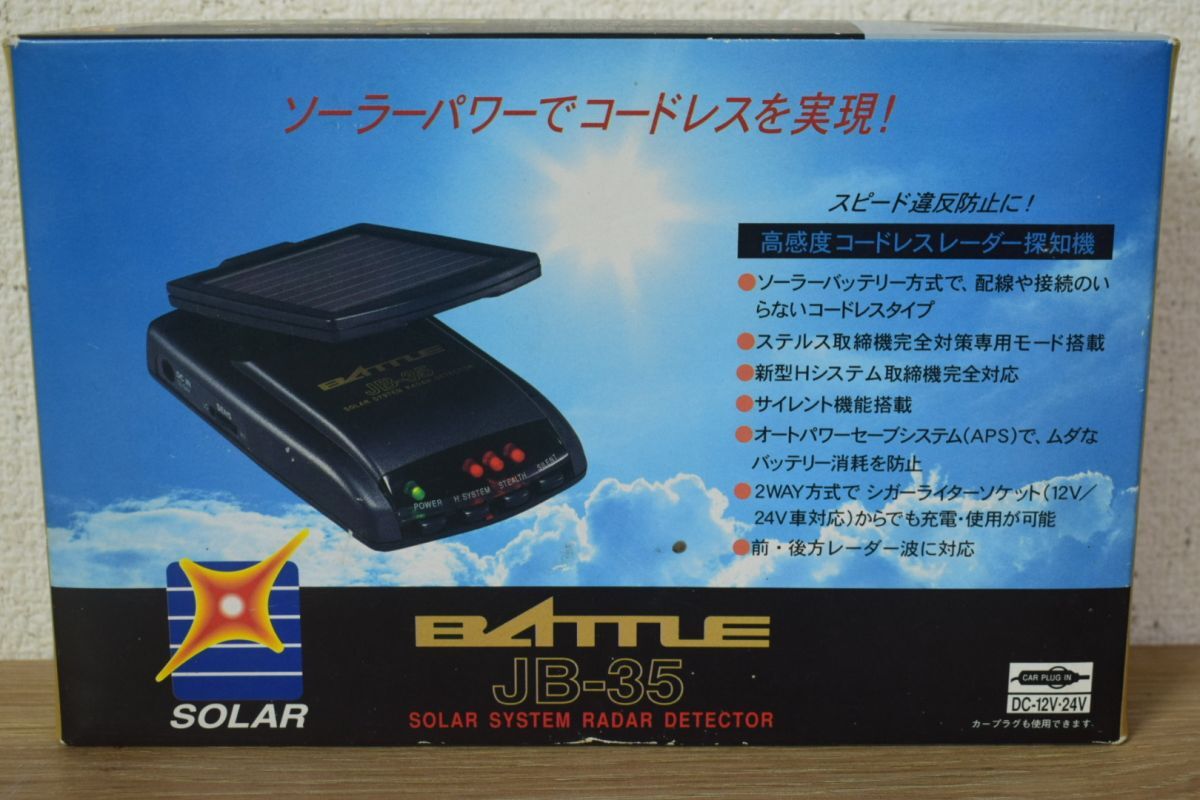 ソーラーパワーでコードレスを実現!
スピード違反防止に!
高感度コードレスレーダー探知機
●ソーラーバッテリー方式で、配線や接続のい
らないコードレスタイプ
●ステルス取締機完全対策専用モード搭載
●新型Hシステム取締機完全対応
●サイレント機能搭載
●オートパワーセーブシステム(APS)で、ムダな
バッテリー消耗を防止
●2WAY方式で シガーライターソケット(12V/
24V車対応)からでも充電・使用が可能
●前・後方レーダー波に対応
DC-IN
SENS
BATTLE
JB-35
SOLAR SYSTEM RADAR DETECTOR
POWER
H.SYSTEM
STEALTH
SILENT
SOLAR
BATTLE
JB-35
SOLAR SYSTEM RADAR DETECTOR
CAR PLUG IN
DC-12V・24V
カープラグも使用できます。